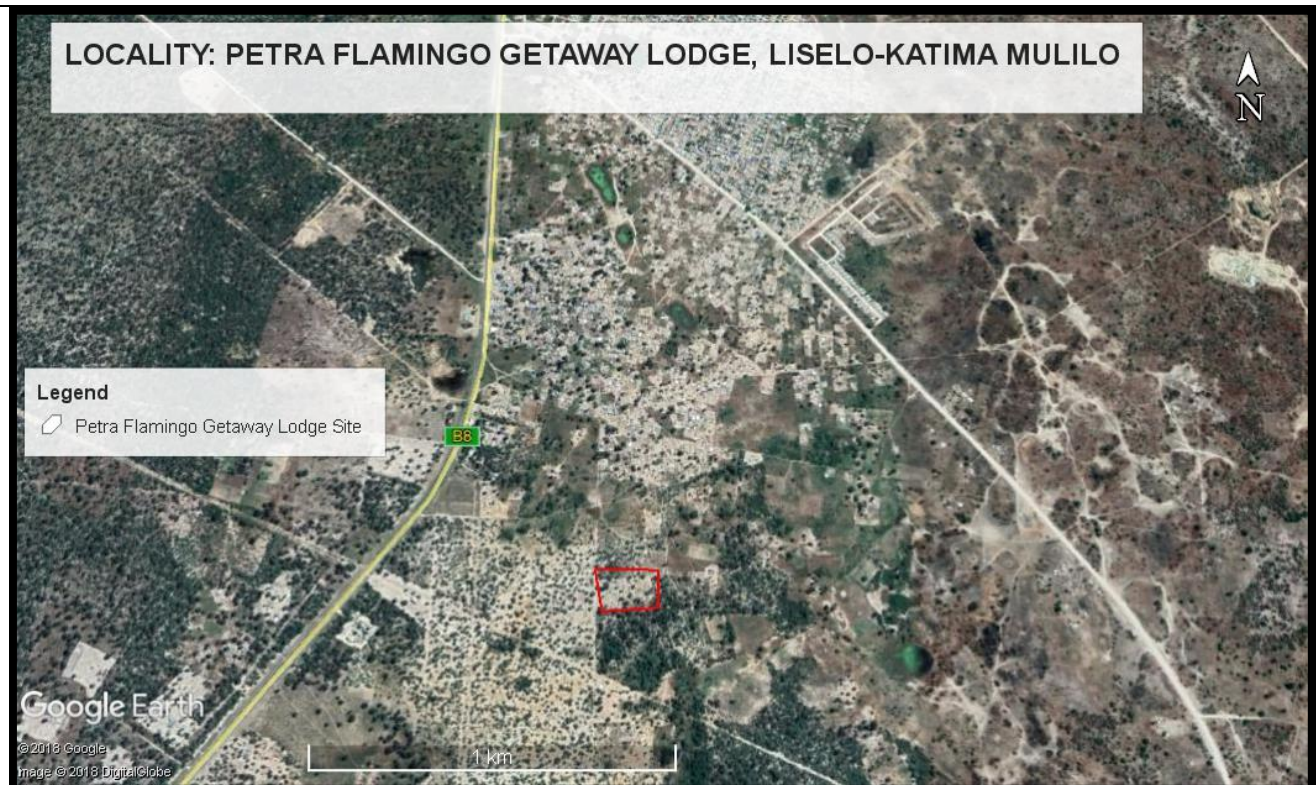 LOCALITY: PETRA FLAMINGO GETAWAY LODGE, LISELO-KATIMA MULILO
N
Legend
Petra Flamingo Getaway Lodge Site
B8
Google Earth
©2018 Google
Image © 2018 DigitalGlobe
1 km